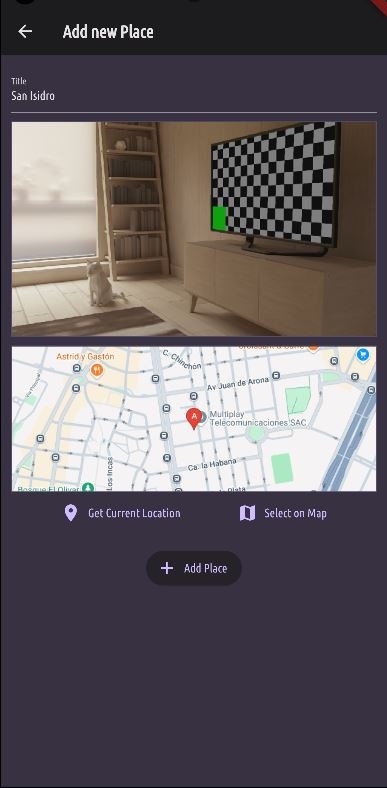 Add new Place
Title
San Isidro
Astrid y Gastón
C. Chinchón
Av Juan de Arona
A
Multiplay
Telecomunicaciones SAC
Los Incas
Ca. la Habana
Bosque El Olivar
Get Current Location
Select on Map
Add Place